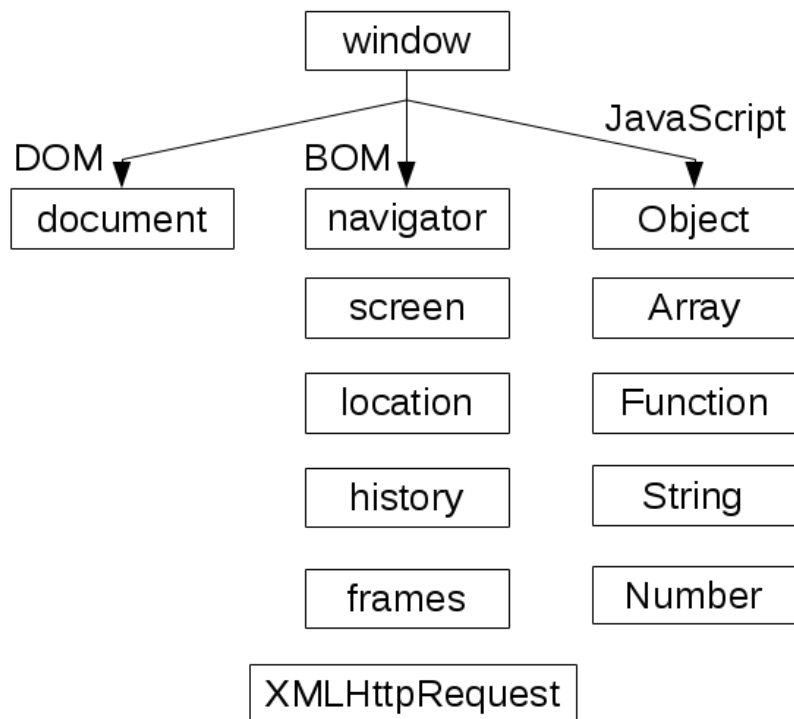 window
JavaScript
DOM
BOM
document
navigator
Object
screen
Array
location
Function
history
String
frames
Number
XMLHttpRequest